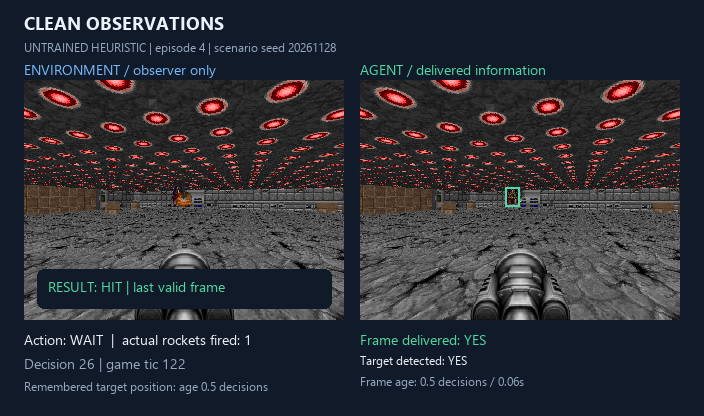 CLEAN OBSERVATIONS
UNTRAINED HEURISTIC | episode 4 | scenario seed 20261128
ENVIRONMENT / observer only
AGENT / delivered information
RESULT: HIT | last valid frame
Action: WAIT | actual rockets fired: 1
Frame delivered: YES
Decision 26 | game tic 122
Target detected: YES
Remembered target position: age 0.5 decisions
Frame age: 0.5 decisions / 0.06s